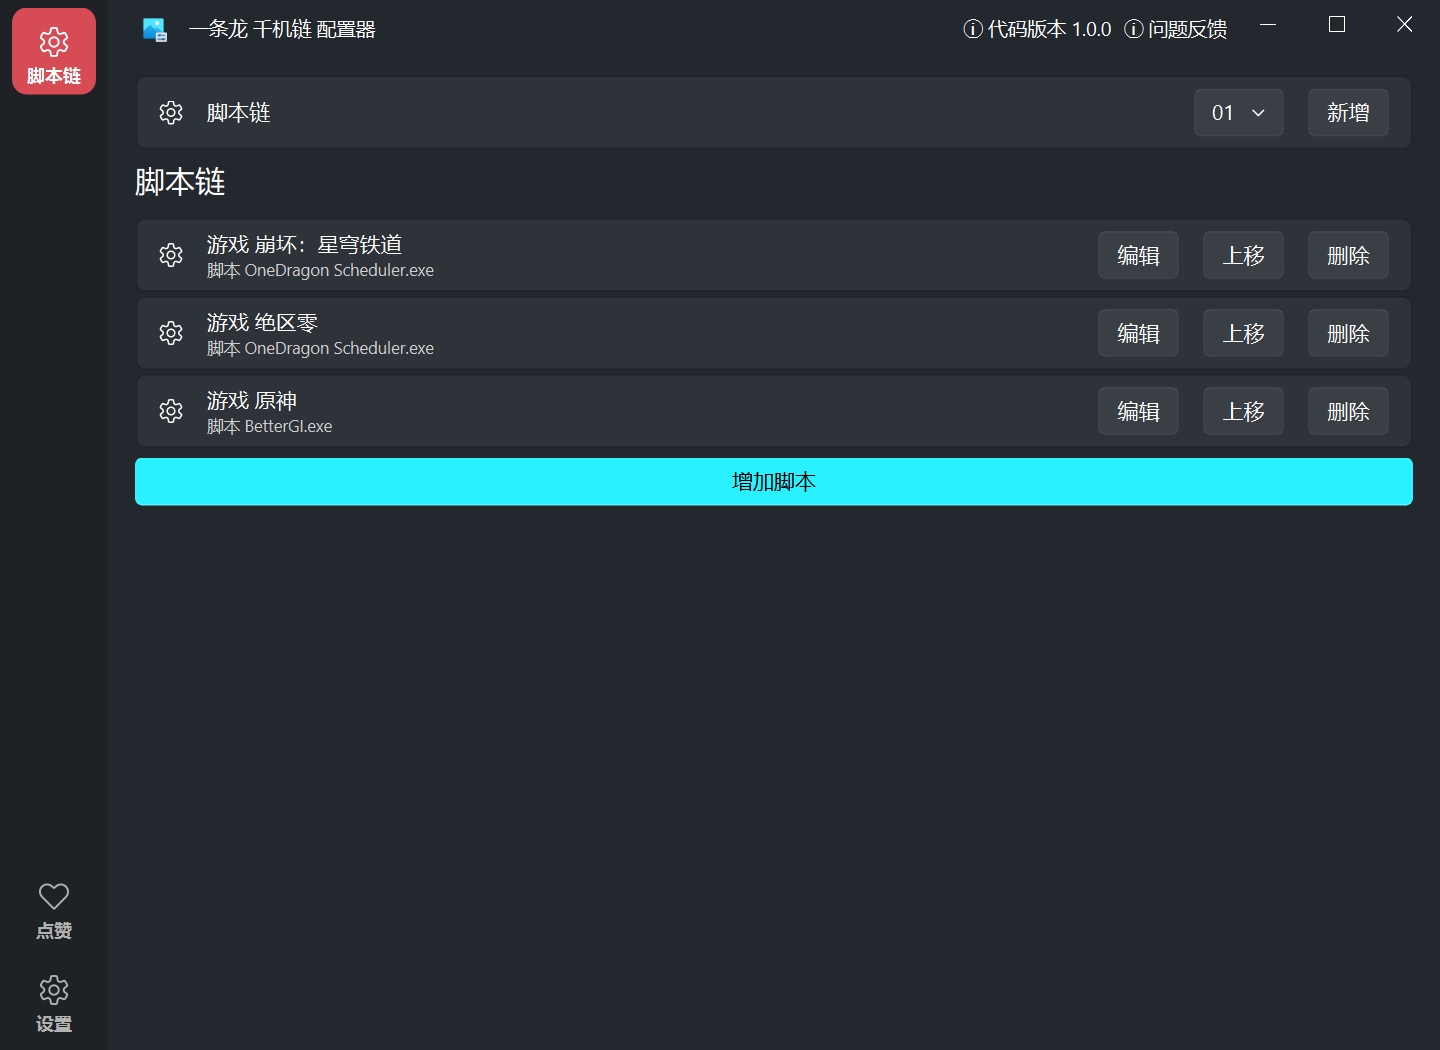 脚本链
一条龙 千机链 配置器
代码版本 1.0.0 问题反馈
脚本链 01 新增
脚本链
游戏 崩坏：星穹铁道
脚本 OneDragon Scheduler.exe
编辑 上移 删除
游戏 绝区零
脚本 OneDragon Scheduler.exe
编辑 上移 删除
游戏 原神
脚本 BetterGI.exe
编辑 上移 删除
增加脚本
点赞
设置